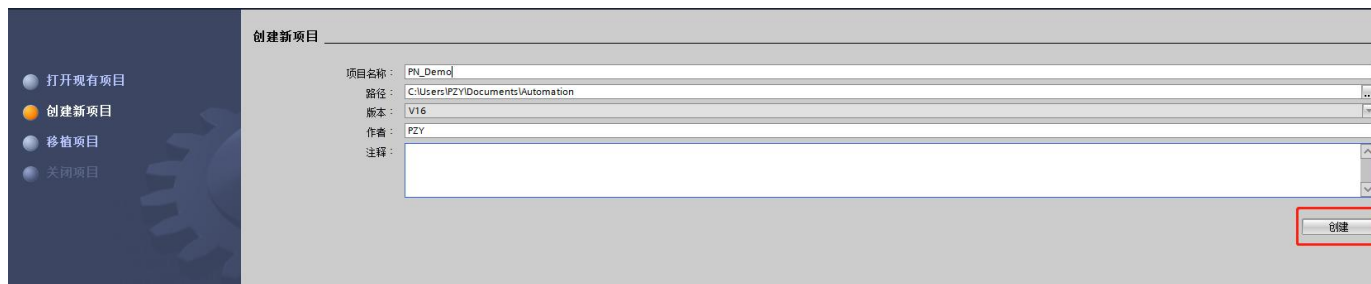 创建新项目
打开现有项目
创建新项目
移植项目
关闭项目
项目名称： PN_Demo
路径： C:\Users\PZY\Documents\Automation
版本： V16
作者： PZY
注释：
创建